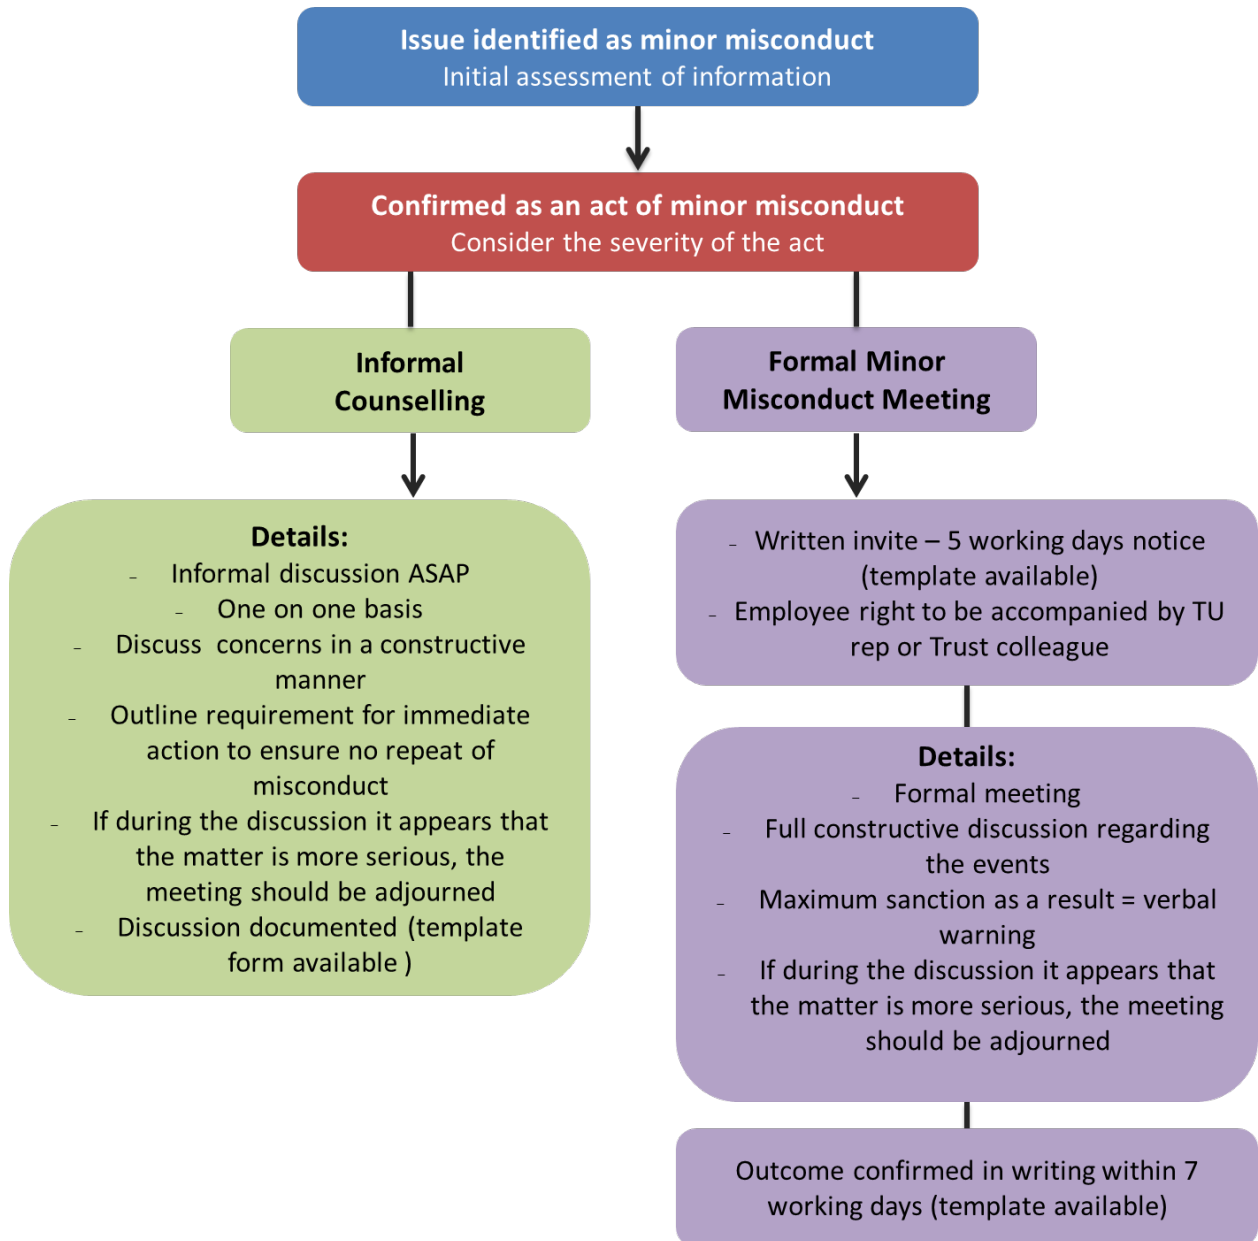 Issue identified as minor misconduct
Initial assessment of information
Confirmed as an act of minor misconduct
Consider the severity of the act
Informal
Counselling
Details:
- Informal discussion ASAP
- One on one basis
- Discuss  concerns in a constructive
manner
- Outline requirement for immediate
action to ensure no repeat of
misconduct
- If during the discussion it appears that
the matter is more serious, the
meeting should be adjourned
- Discussion documented (template
form available )
Formal Minor
Misconduct Meeting
- Written invite – 5 working days notice
(template available)
- Employee right to be accompanied by TU
rep or Trust colleague
Details:
- Formal meeting
- Full constructive discussion regarding
the events
- Maximum sanction as a result = verbal
warning
- If during the discussion it appears that
the matter is more serious, the meeting
should be adjourned
Outcome confirmed in writing within 7
working days (template available)